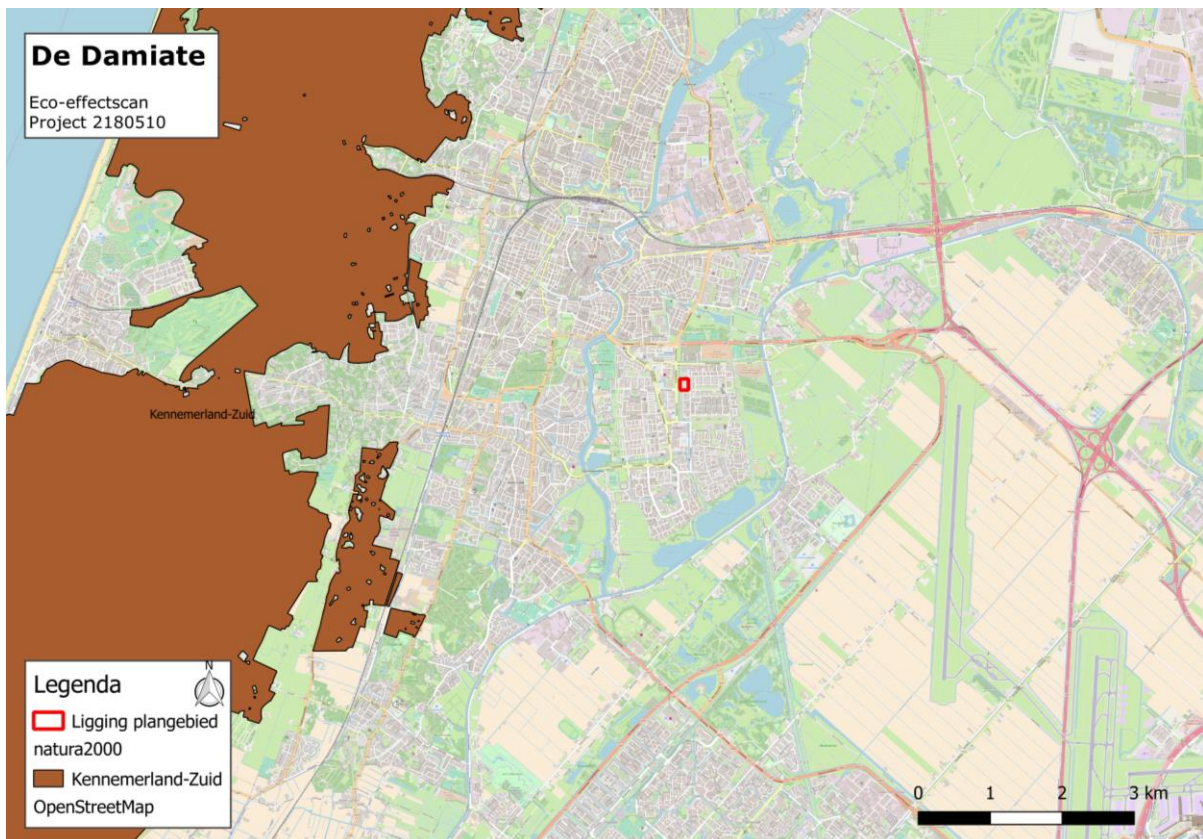 De Damiate
Eco-effectscan
Project 2180510
Kennemerland-Zuid
Legenda
N
Ligging plangebied
natura2000
Kennemerland-Zuid
OpenStreetMap
0 1 2 3 km